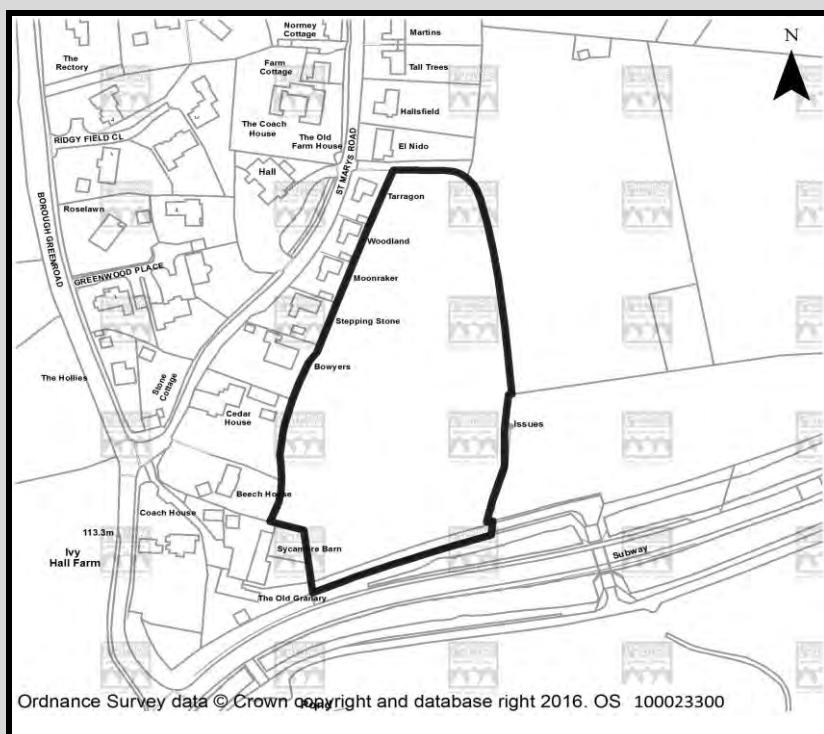 Normey
Cottage
Martins
N
The
Rectory
Farm
Cottage
Tall Trees
Hallsfield
The Coach
House
The Old
Farm House
RIDGY FIELD CL
El Nido
ST MARYS ROAD
Hall
Tarragon
Roselawn
BOROUGH GREENROAD
Woodland
GREENWOOD PLACE
Moonraker
Stepping Stone
The Hollies
Stone
Cottage
Bowyers
Cedar
House
Issues
Beech House
Coach House
113.3m
Ivy
Hall Farm
Sycamore Barn
Subway
The Old Granary
Pond
Ordnance Survey data © Crown copyright and database right 2016. OS 100023300